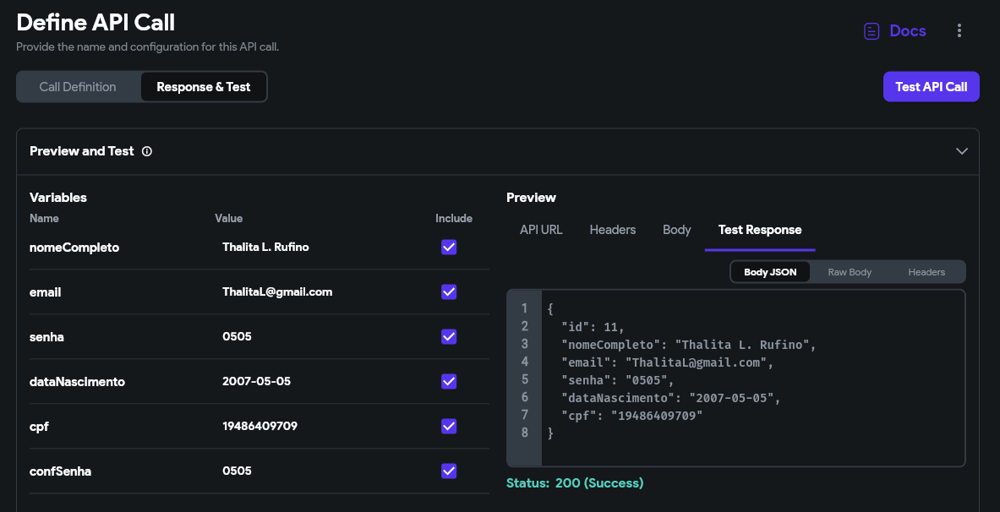 Define API Call
Provide the name and configuration for this API call.
Docs
Call Definition
Response & Test
Test API Call
Preview and Test
Variables
Name Value Include
nomeCompleto Thalita L. Rufino
email ThalitaL@gmail.com
senha 0505
dataNascimento 2007-05-05
cpf 19486409709
confSenha 0505
Preview
API URL Headers Body Test Response
Body JSON Raw Body Headers
1 {
2 "id": 11,
3 "nomeCompleto": "Thalita L. Rufino",
4 "email": "ThalitaL@gmail.com",
5 "senha": "0505",
6 "dataNascimento": "2007-05-05",
7 "cpf": "19486409709"
8 }
Status: 200 (Success)